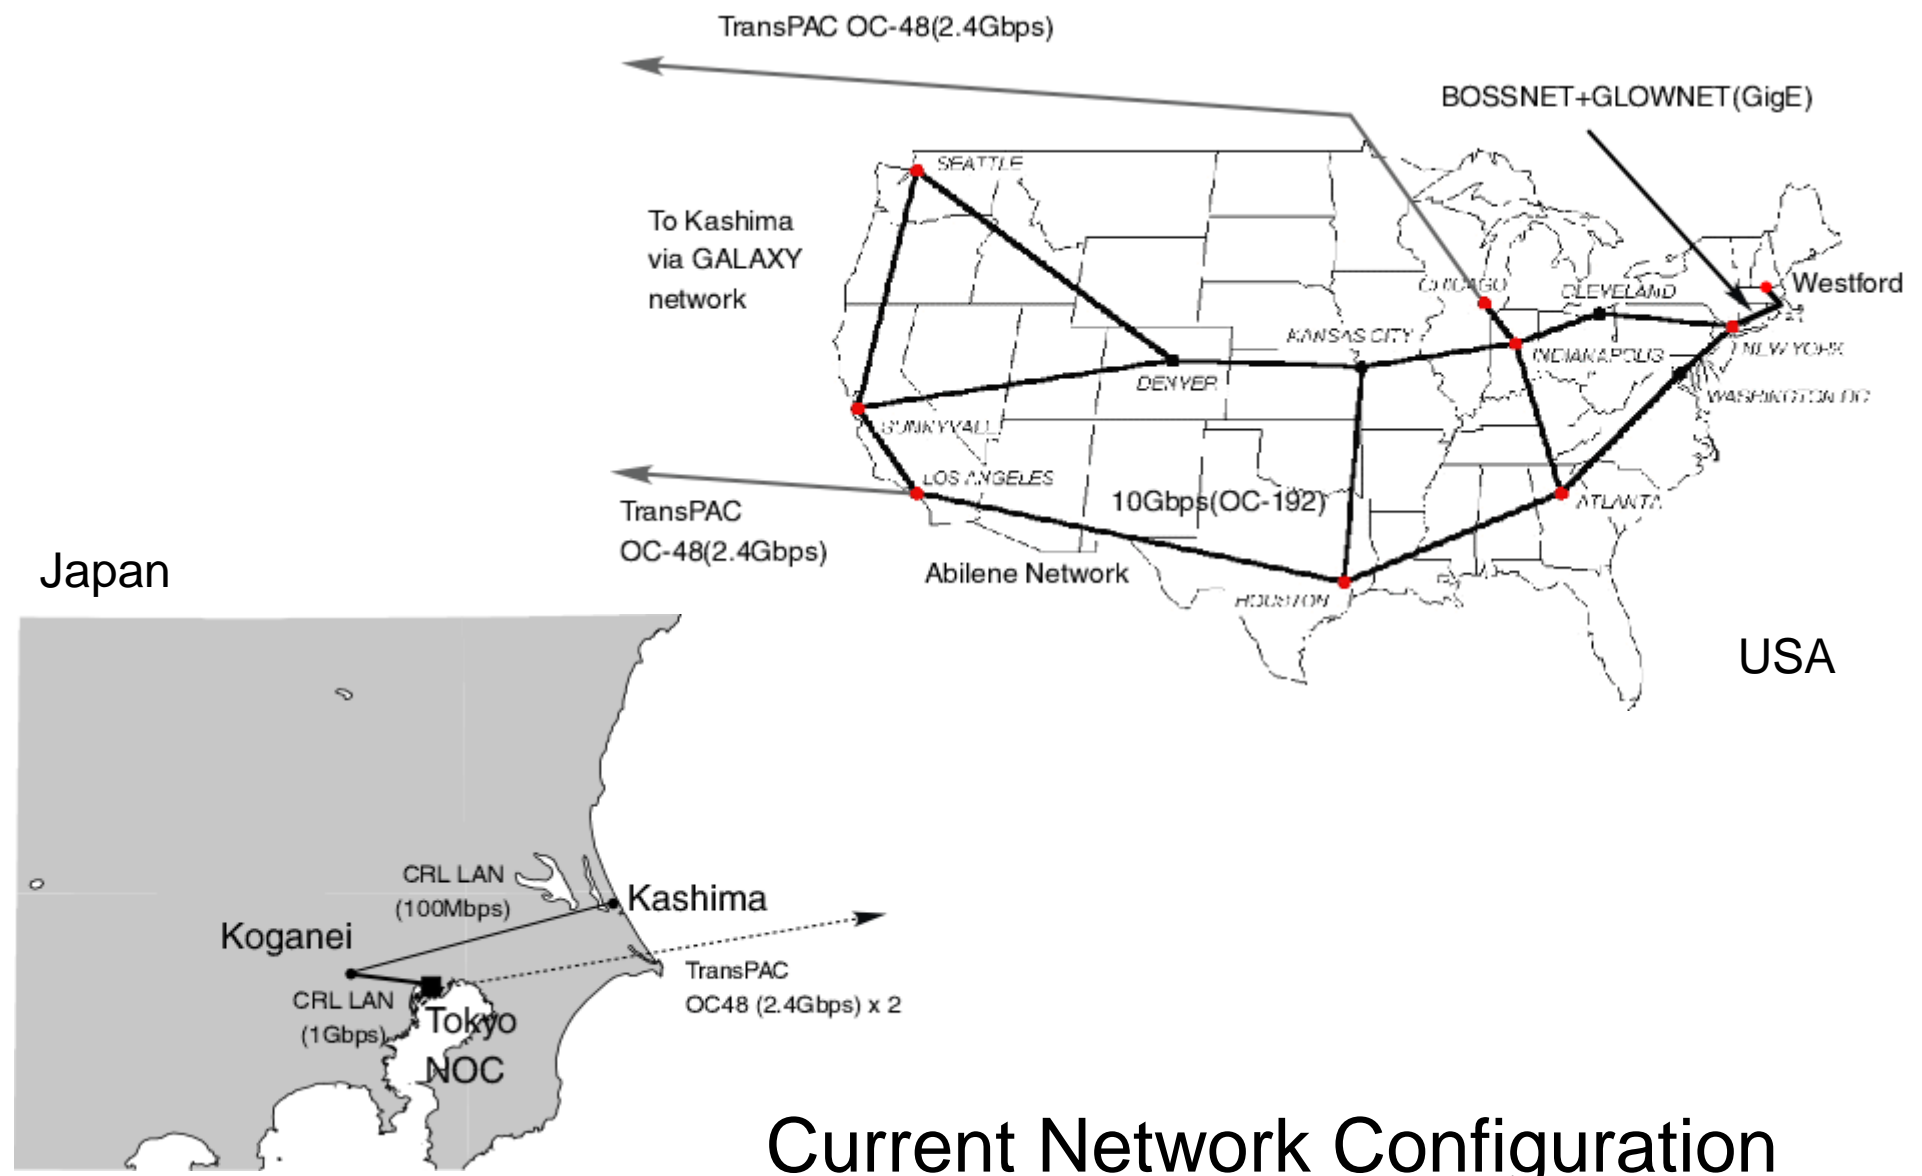 TransPAC OC-48(2.4Gbps)
BOSSNET+GLOWNET(GigE)
SEATTLE
To Kashima
via GALAXY
network
CHICAGO
CLEVELAND
Westford
KANSAS CITY
INDIANAPOLIS
NEW YORK
DENVER
WASHINGTON DC
SUNNYVALE
LOS ANGELES
10Gbps(OC-192)
ATLANTA
TransPAC
OC-48(2.4Gbps)
Abilene Network
HOUSTON
Japan
USA
CRL LAN
(100Mbps)
Kashima
Koganei
TransPAC
OC48 (2.4Gbps) x 2
CRL LAN
(1Gbps)
Tokyo
NOC
Current Network Configuration